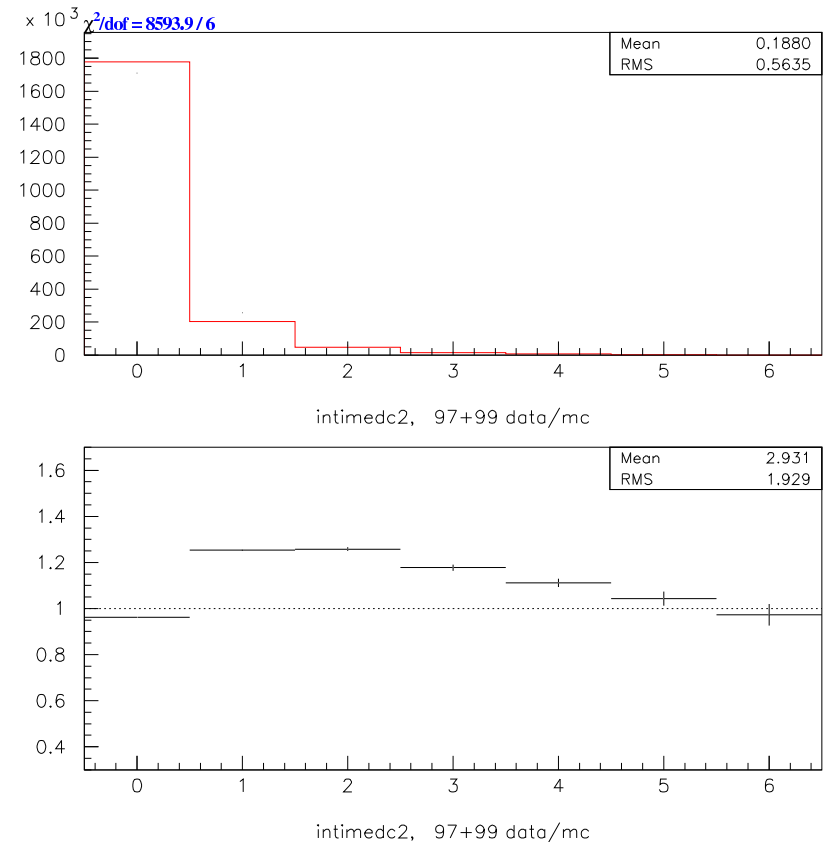 x 10³ χ²/dof = 8593.9 / 6
Mean 0.1880
RMS 0.5635
1800
1600
1400
1200
1000
800
600
400
200
0
0 1 2 3 4 5 6
intimedc2, 97+99 data/mc
Mean 2.931
RMS 1.929
1.6
1.4
1.2
1
0.8
0.6
0.4
0 1 2 3 4 5 6
intimedc2, 97+99 data/mc